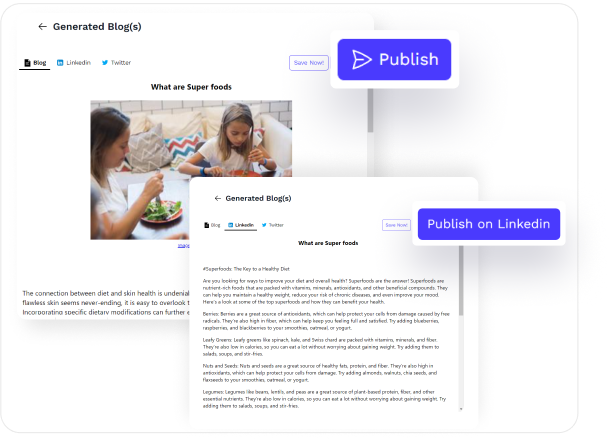 ← Generated Blog(s)
Blog
Linkedin
Twitter
Save Now!
Publish
What are Super foods
image
The connection between diet and skin health is undenial
flawless skin seems never-ending, it is easy to overlook t
Incorporating specific dietary modifications can further e
← Generated Blog(s)
Blog
Linkedin
Twitter
Save Now!
Publish on Linkedin
What are Super foods
#Superfoods: The Key to a Healthy Diet
Are you looking for ways to improve your diet and overall health? Superfoods are the answer! Superfoods are
nutrient-rich foods that are packed with vitamins, minerals, antioxidants, and other beneficial compounds. They
can help you maintain a healthy weight, reduce your risk of chronic diseases, and even improve your mood.
Here's a look at some of the top superfoods and how they can benefit your health.
Berries: Berries are a great source of antioxidants, which can help protect your cells from damage caused by free
radicals. They're also high in fiber, which can help keep you feeling full and satisfied. Try adding blueberries,
raspberries, and blackberries to your smoothies, oatmeal, or yogurt.
Leafy Greens: Leafy greens like spinach, kale, and Swiss chard are packed with vitamins, minerals, and fiber.
They're also low in calories, so you can eat a lot without worrying about gaining weight. Try adding them to
salads, soups, and stir-fries.
Nuts and Seeds: Nuts and seeds are a great source of healthy fats, protein, and fiber. They're also high in
antioxidants, which can help protect your cells from damage. Try adding almonds, walnuts, chia seeds, and
flaxseeds to your smoothies, oatmeal, or yogurt.
Legumes: Legumes like beans, lentils, and peas are a great source of plant-based protein, fiber, and other
essential nutrients. They're also low in calories, so you can eat a lot without worrying about gaining weight. Try
adding them to salads, soups, and stir-fries.